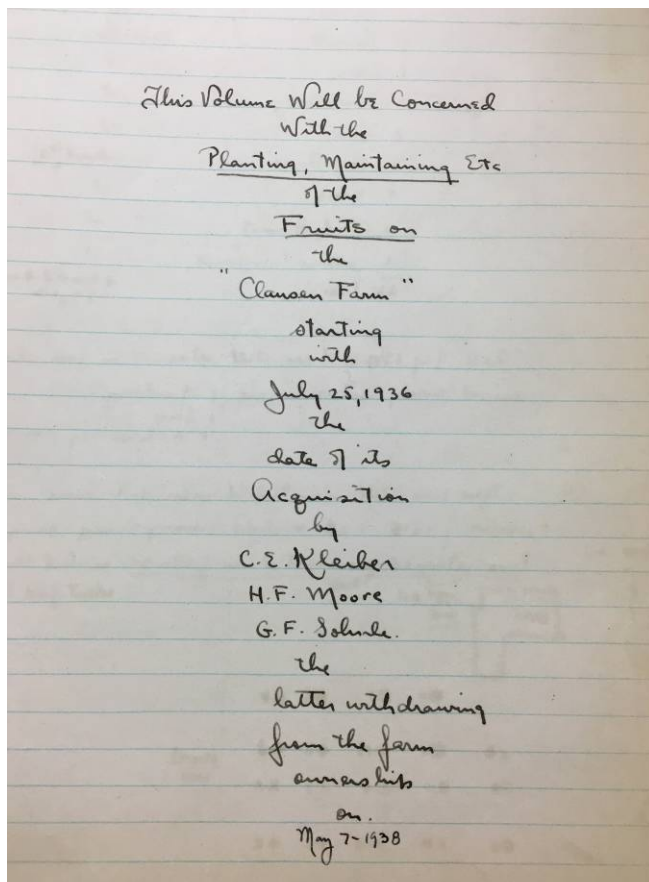 This Volume Will be Concerned
With the
Planting, Maintaining Etc
of the
Fruits on
the
"Clausen Farm"
starting
with
July 25, 1936
the
date of its
Acquisition
by
C.E. Kleiber
H.F. Moore
G.F.
the
latter withdrawing
from the farm
ownership
on.
May 7-1938